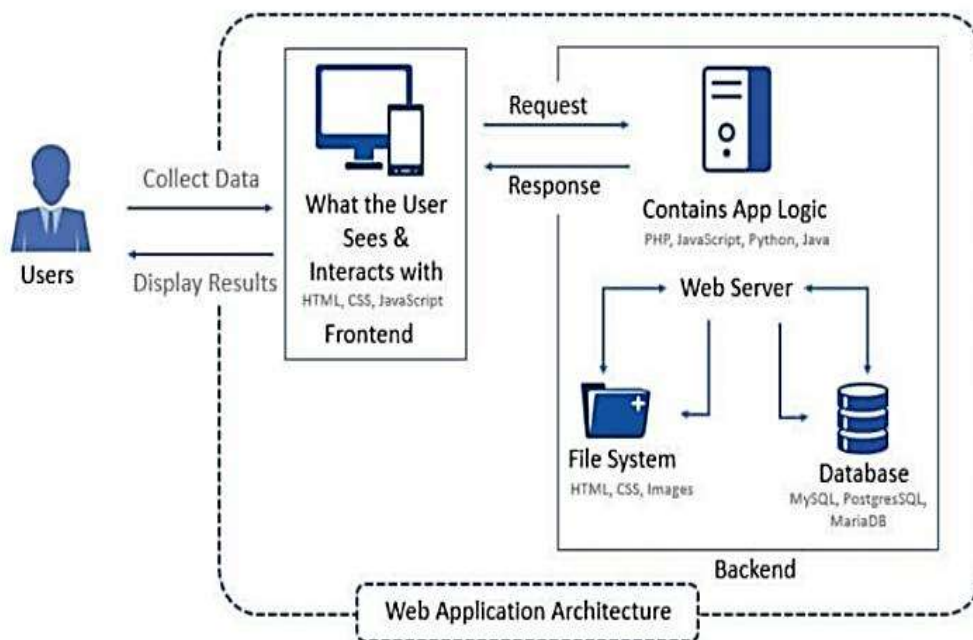 Users
Collect Data
Display Results
What the User
Sees &
Interacts with
HTML, CSS, JavaScript
Frontend
Request
Response
Contains App Logic
PHP, JavaScript, Python, Java
Web Server
File System
HTML, CSS, Images
Database
MySQL, PostgresSQL,
MariaDB
Backend
Web Application Architecture